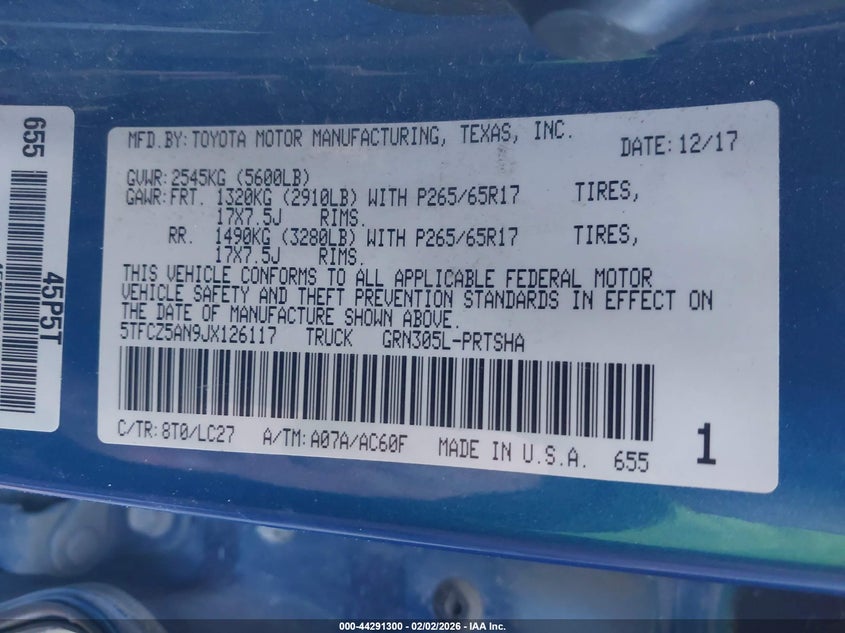 MFD.BY:TOYOTA MOTOR MANUFACTURING, TEXAS, INC.
DATE:12/17
GVWR:2545KG (5600LB)
GAWR:FRT. 1320KG (2910LB) WITH P265/65R17 TIRES,
17X7.5J RIMS.
RR. 1490KG (3280LB) WITH P265/65R17 TIRES,
17X7.5J RIMS.
THIS VEHICLE CONFORMS TO ALL APPLICABLE FEDERAL MOTOR
VEHICLE SAFETY AND THEFT PREVENTION STANDARDS IN EFFECT ON
THE DATE OF MANUFACTURE SHOWN ABOVE.
5TFCZ5AN9JX126117 TRUCK GRN305L-PRTSHA
C/TR:8T0/LC27 A/TM:A07A/AC60F MADE IN U.S.A. 655
1
655
45P5T
000-44291300 - 02/02/2026 - IAA Inc.